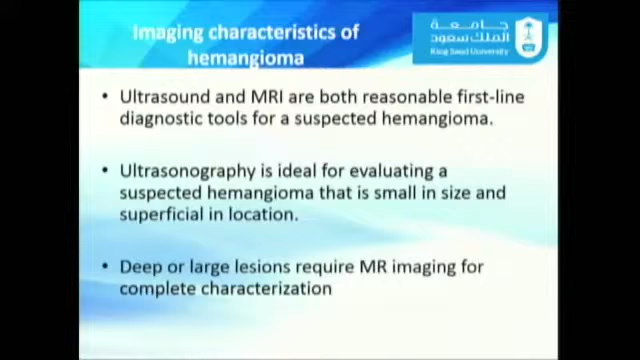 Imaging characteristics of
hemangioma
جامعة
الملك سعود
King Saud University
• Ultrasound and MRI are both reasonable first-line
diagnostic tools for a suspected hemangioma.
• Ultrasonography is ideal for evaluating a
suspected hemangioma that is small in size and
superficial in location.
• Deep or large lesions require MR imaging for
complete characterization